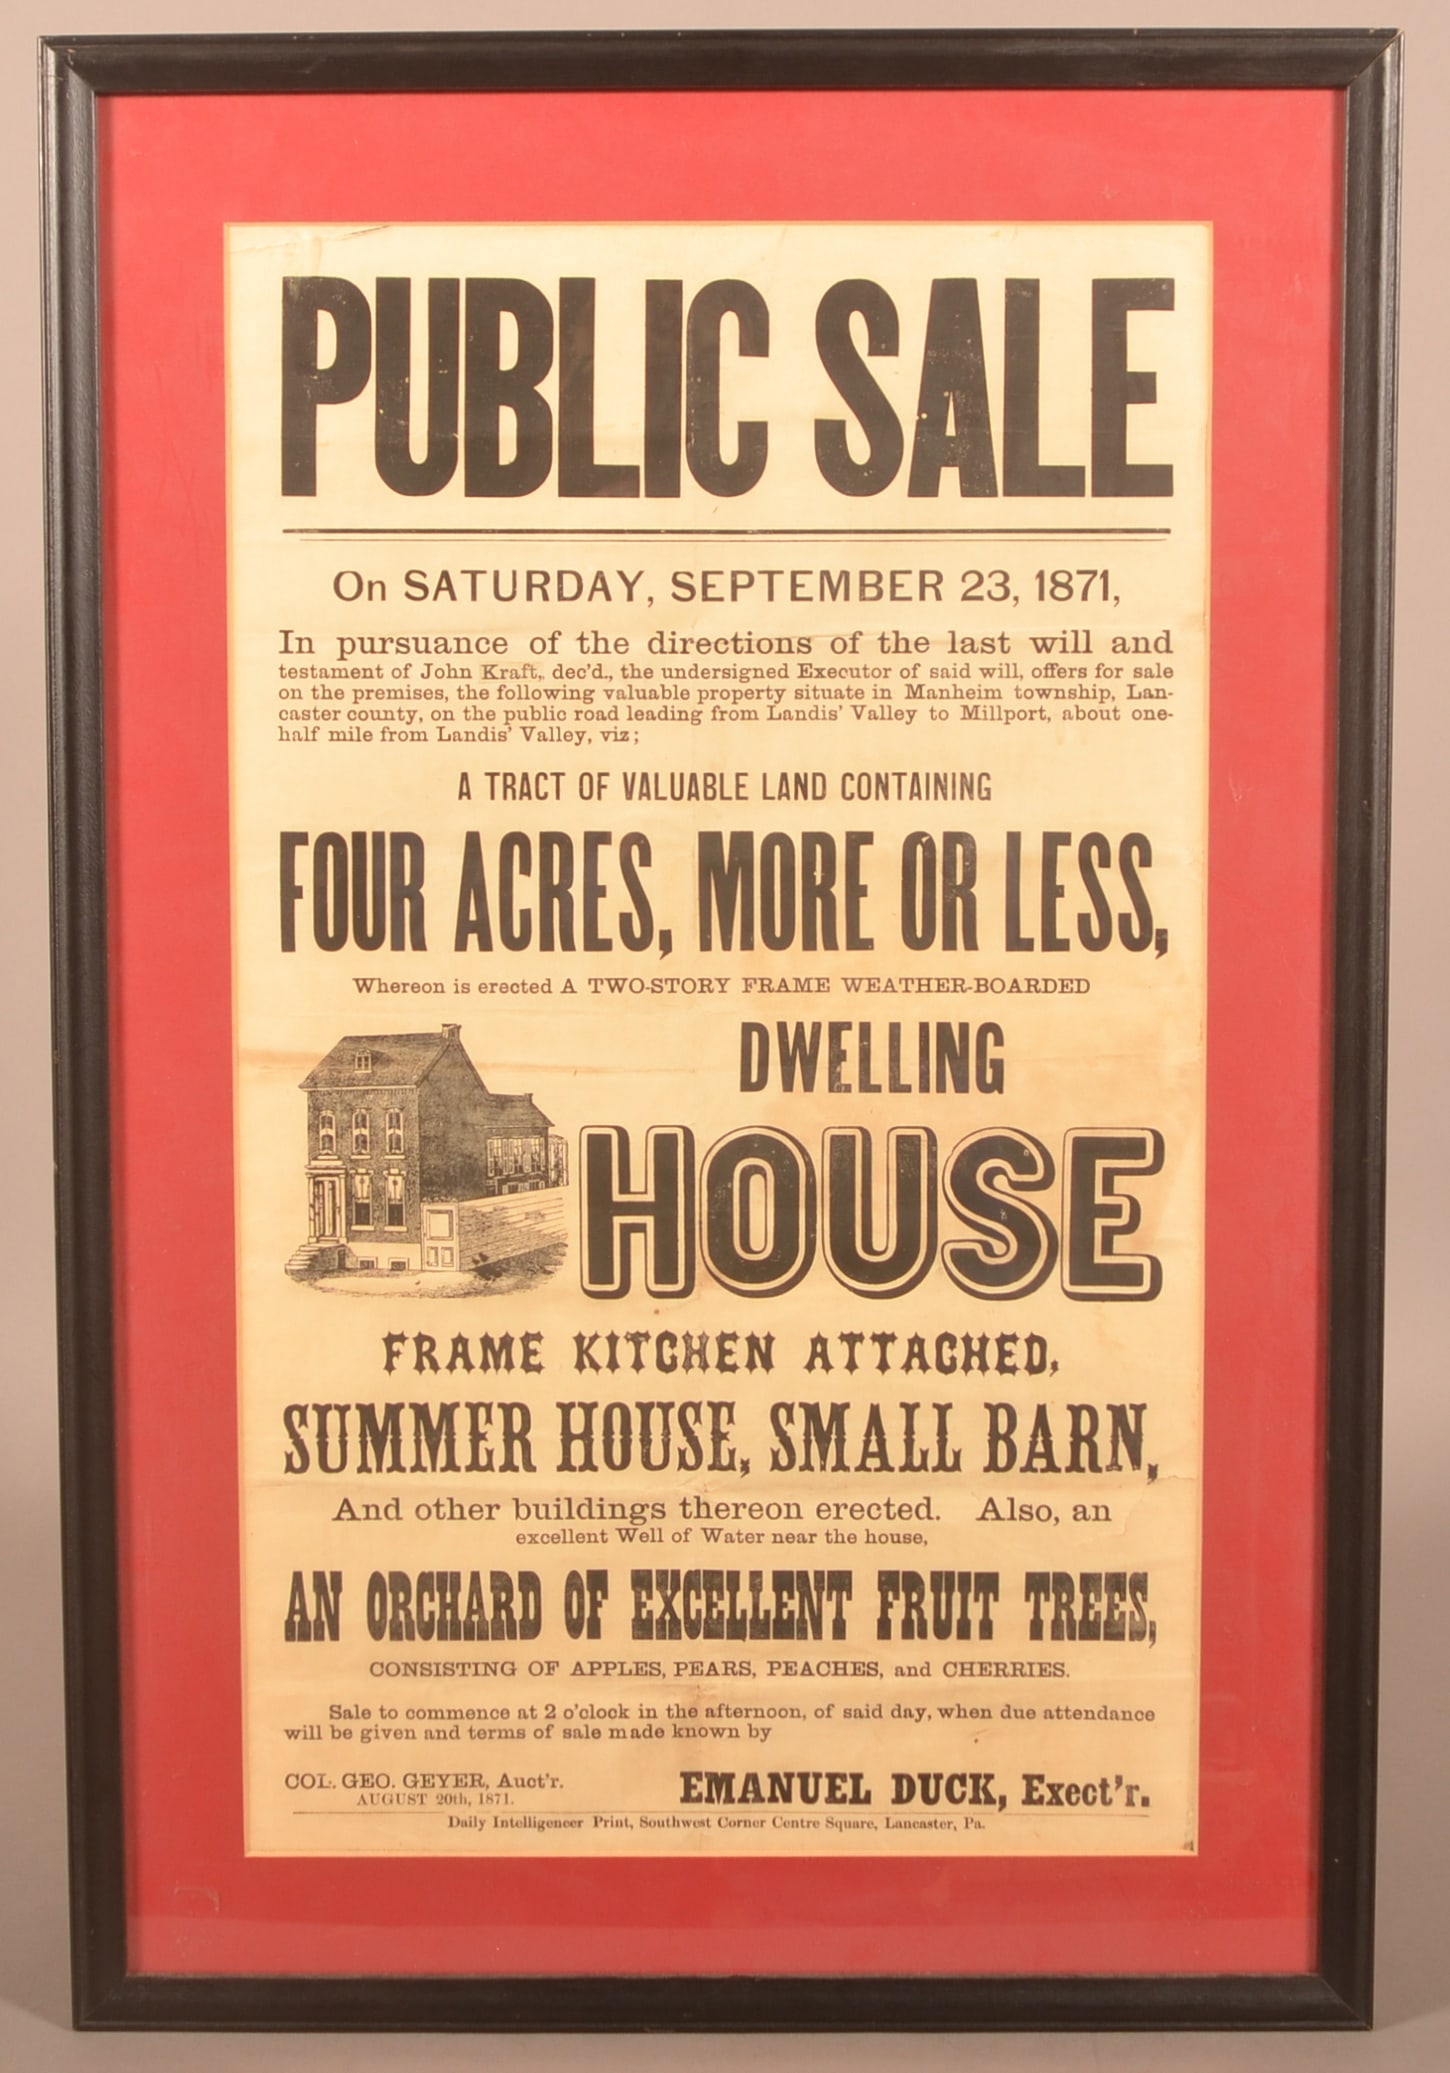 PUBLIC SALE
On SATURDAY, SEPTEMBER 23, 1871,
In pursuance of the directions of the last will and
testament of John Kraft, dec'd., the undersigned Executor of said will, offers for sale
on the premises, the following valuable property situate in Manheim township, Lan-
caster county, on the public road leading from Landis' Valley to Millport, about one-
half mile from Landis' Valley, viz;
A TRACT OF VALUABLE LAND CONTAINING
FOUR ACRES, MORE OR LESS,
Whereon is erected A TWO-STORY FRAME WEATHER-BOARDED
DWELLING
HOUSE
FRAME KITCHEN ATTACHED,
SUMMER HOUSE, SMALL BARN,
And other buildings thereon erected. Also, an
excellent Well of Water near the house,
AN ORCHARD OF EXCELLENT FRUIT TREES,
CONSISTING OF APPLES, PEARS, PEACHES, and CHERRIES.
Sale to commence at 2 o'clock in the afternoon, of said day, when due attendance
will be given and terms of sale made known by
COL. GEO. GEYER, Auct'r.
EMANUEL DUCK, Exect'r.
AUGUST 20th, 1871.
Daily Intelligencer Print, Southwest Corner Centre Square, Lancaster, Pa.